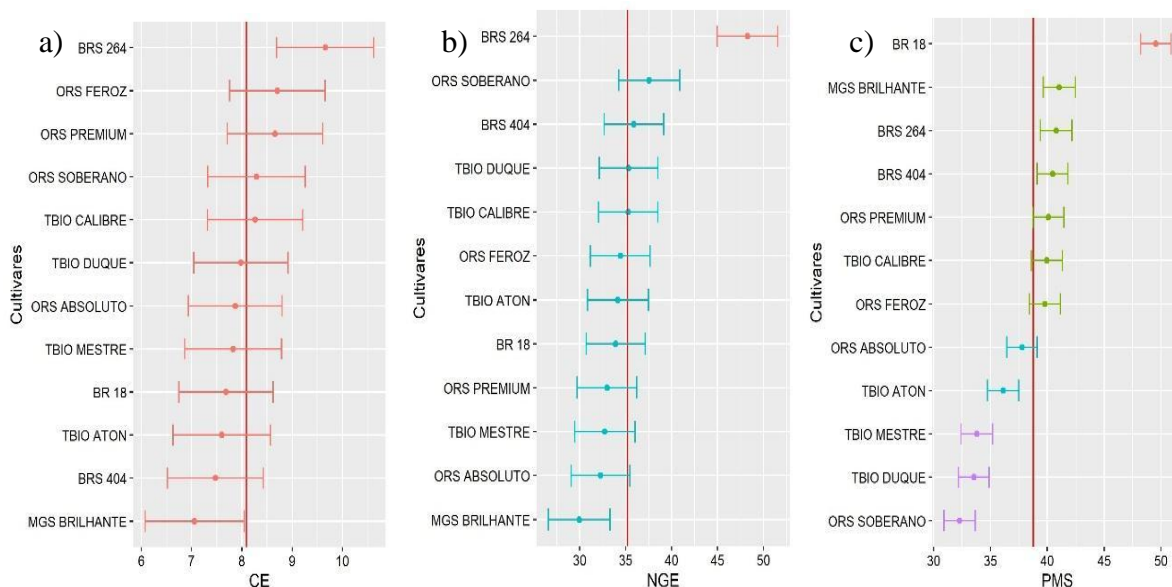 a)
Cultivares
BRS 264
ORS FEROZ
ORS PREMIUM
ORS SOBERANO
TBIO CALIBRE
TBIO DUQUE
ORS ABSOLUTO
TBIO MESTRE
BR 18
TBIO ATON
BRS 404
MGS BRILHANTE
6 7 8 9 10
CE
b)
Cultivares
BRS 264
ORS SOBERANO
BRS 404
TBIO DUQUE
TBIO CALIBRE
ORS FEROZ
TBIO ATON
BR 18
ORS PREMIUM
TBIO MESTRE
ORS ABSOLUTO
MGS BRILHANTE
30 35 40 45 50
NGE
c)
Cultivares
BR 18
MGS BRILHANTE
BRS 264
BRS 404
ORS PREMIUM
TBIO CALIBRE
ORS FEROZ
ORS ABSOLUTO
TBIO ATON
TBIO MESTRE
TBIO DUQUE
ORS SOBERANO
30 35 40 45 50
PMS